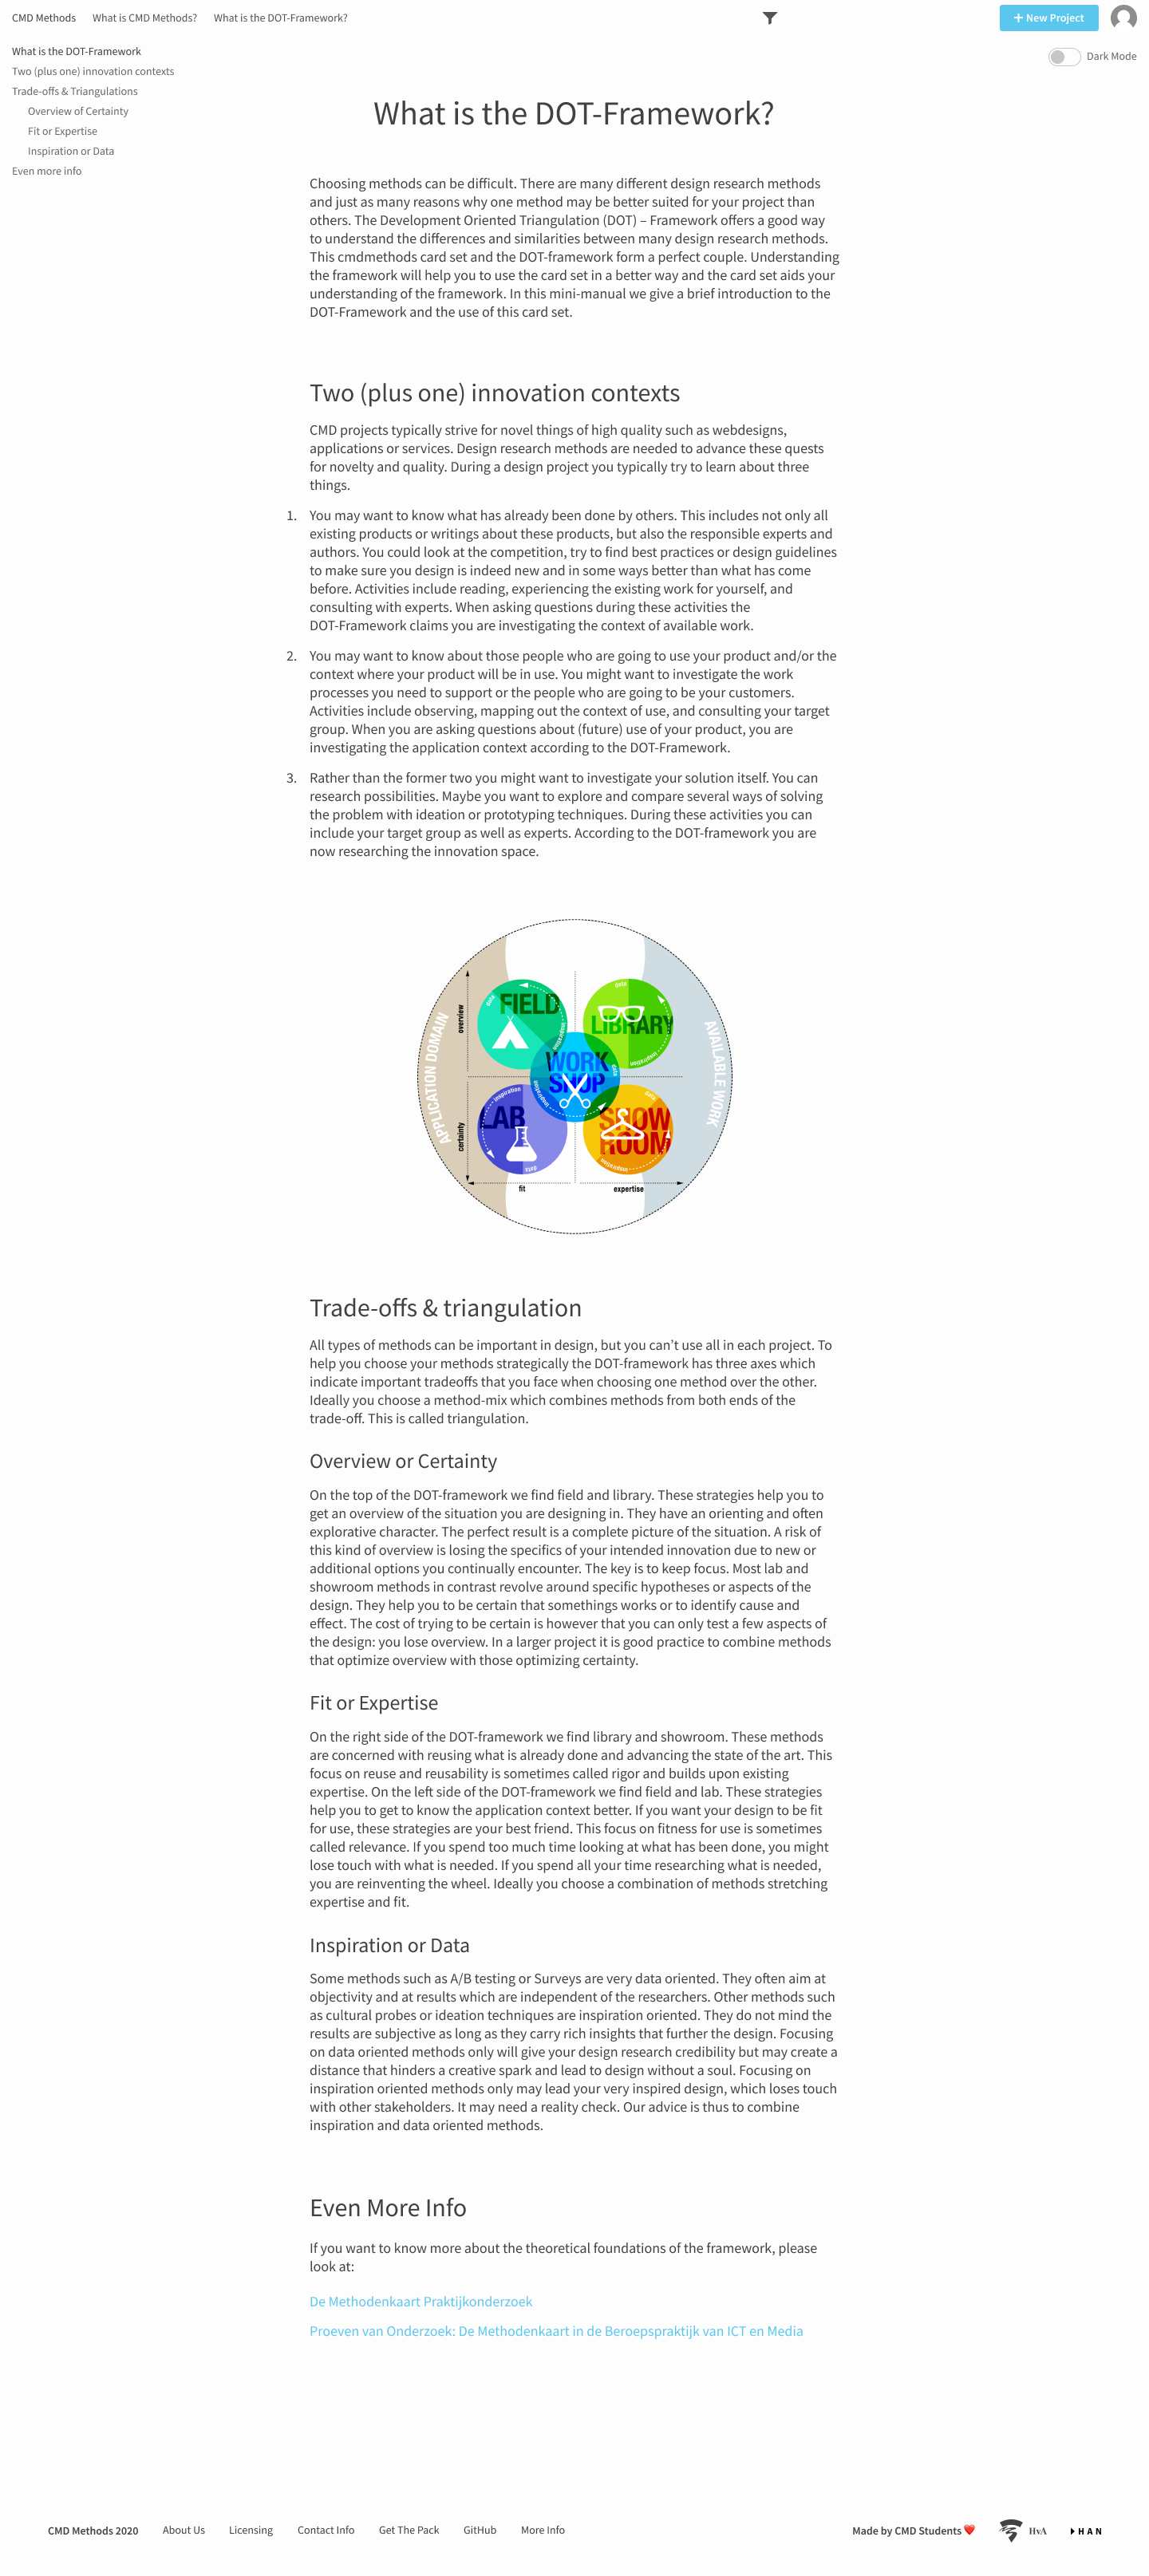 CMD Methods What is CMD Methods? What is the DOT-Framework?
+ New Project
Dark Mode
What is the DOT-Framework
Two (plus one) innovation contexts
Trade-offs & Triangulations
Overview of Certainty
Fit or Expertise
Inspiration or Data
Even more info
What is the DOT-Framework?
Choosing methods can be difficult. There are many different design research methods
and just as many reasons why one method may be better suited for your project than
others. The Development Oriented Triangulation (DOT) – Framework offers a good way
to understand the differences and similarities between many design research methods.
This cmdmethods card set and the DOT-framework form a perfect couple. Understanding
the framework will help you to use the card set in a better way and the card set aids your
understanding of the framework. In this mini-manual we give a brief introduction to the
DOT-Framework and the use of this card set.
Two (plus one) innovation contexts
CMD projects typically strive for novel things of high quality such as webdesigns,
applications or services. Design research methods are needed to advance these quests
for novelty and quality. During a design project you typically try to learn about three
things.
1. You may want to know what has already been done by others. This includes not only all
existing products or writings about these products, but also the responsible experts and
authors. You could look at the competition, try to find best practices or design guidelines
to make sure you design is indeed new and in some ways better than what has come
before. Activities include reading, experiencing the existing work for yourself, and
consulting with experts. When asking questions during these activities the
DOT-Framework claims you are investigating the context of available work.
2. You may want to know about those people who are going to use your product and/or the
context where your product will be in use. You might want to investigate the work
processes you need to support or the people who are going to be your customers.
Activities include observing, mapping out the context of use, and consulting your target
group. When you are asking questions about (future) use of your product, you are
investigating the application context according to the DOT-Framework.
3. Rather than the former two you might want to investigate your solution itself. You can
research possibilities. Maybe you want to explore and compare several ways of solving
the problem with ideation or prototyping techniques. During these activities you can
include your target group as well as experts. According to the DOT-framework you are
now researching the innovation space.
APPLICATION DOMAIN
AVAILABLE WORK
overview
certainty
fit
expertise
FIELD
data
inspiration
LIBRARY
data
inspiration
WORK
SHOP
data
inspiration
LAB
inspiration
data
SHOW
ROOM
data
inspiration
Trade-offs & triangulation
All types of methods can be important in design, but you can’t use all in each project. To
help you choose your methods strategically the DOT-framework has three axes which
indicate important tradeoffs that you face when choosing one method over the other.
Ideally you choose a method-mix which combines methods from both ends of the
trade-off. This is called triangulation.
Overview or Certainty
On the top of the DOT-framework we find field and library. These strategies help you to
get an overview of the situation you are designing in. They have an orienting and often
explorative character. The perfect result is a complete picture of the situation. A risk of
this kind of overview is losing the specifics of your intended innovation due to new or
additional options you continually encounter. The key is to keep focus. Most lab and
showroom methods in contrast revolve around specific hypotheses or aspects of the
design. They help you to be certain that somethings works or to identify cause and
effect. The cost of trying to be certain is however that you can only test a few aspects of
the design: you lose overview. In a larger project it is good practice to combine methods
that optimize overview with those optimizing certainty.
Fit or Expertise
On the right side of the DOT-framework we find library and showroom. These methods
are concerned with reusing what is already done and advancing the state of the art. This
focus on reuse and reusability is sometimes called rigor and builds upon existing
expertise. On the left side of the DOT-framework we find field and lab. These strategies
help you to get to know the application context better. If you want your design to be fit
for use, these strategies are your best friend. This focus on fitness for use is sometimes
called relevance. If you spend too much time looking at what has been done, you might
lose touch with what is needed. If you spend all your time researching what is needed,
you are reinventing the wheel. Ideally you choose a combination of methods stretching
expertise and fit.
Inspiration or Data
Some methods such as A/B testing or Surveys are very data oriented. They often aim at
objectivity and at results which are independent of the researchers. Other methods such
as cultural probes or ideation techniques are inspiration oriented. They do not mind the
results are subjective as long as they carry rich insights that further the design. Focusing
on data oriented methods only will give your design research credibility but may create a
distance that hinders a creative spark and lead to design without a soul. Focusing on
inspiration oriented methods only may lead your very inspired design, which loses touch
with other stakeholders. It may need a reality check. Our advice is thus to combine
inspiration and data oriented methods.
Even More Info
If you want to know more about the theoretical foundations of the framework, please
look at:
De Methodenkaart Praktijkonderzoek
Proeven van Onderzoek: De Methodenkaart in de Beroepspraktijk van ICT en Media
CMD Methods 2020 About Us Licensing Contact Info Get The Pack GitHub More Info
Made by CMD Students ❤️ HvA HAN